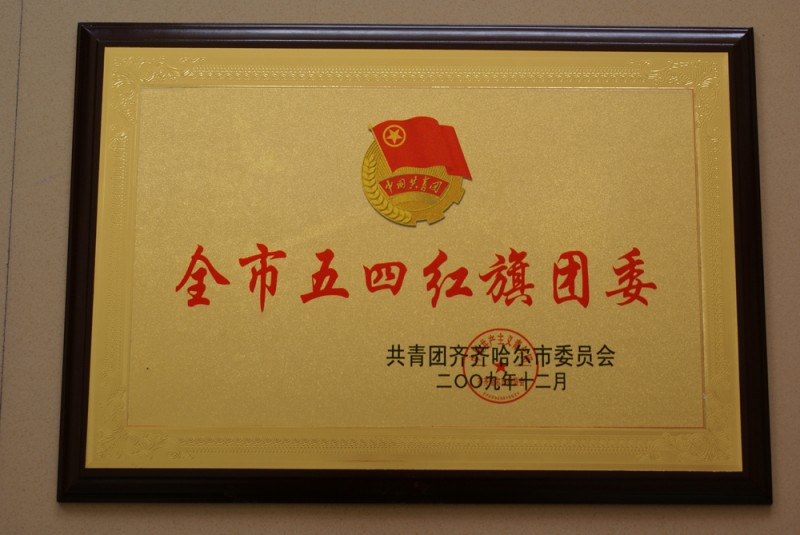 中国共青团
全市五四红旗团委
共青团齐齐哈尔市委员会
二〇〇九年十二月